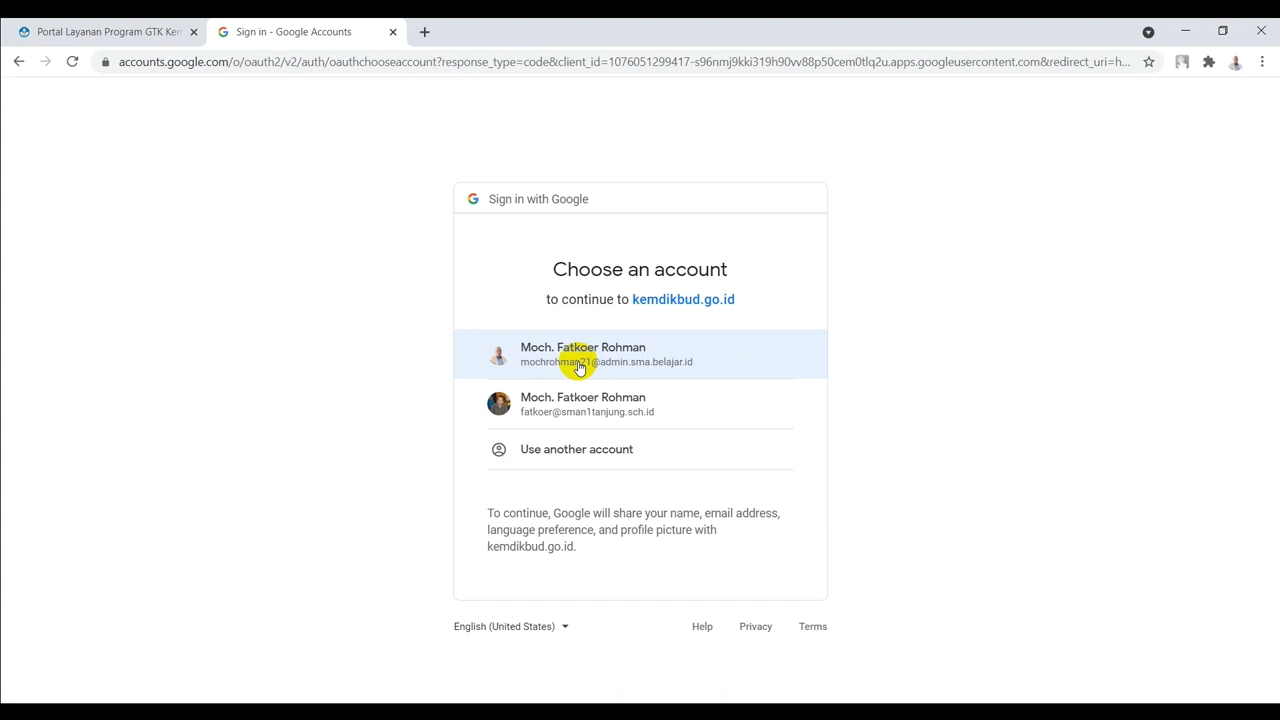 Portal Layanan Program GTK Kem
Sign in - Google Accounts
accounts.google.com/o/oauth2/v2/auth/oauthchooseaccount?response_type=code&client_id=1076051299417-s96nmj9kki319h90vv88p50cem0tlq2u.apps.googleusercontent.com&redirect_uri=h...
Sign in with Google
Choose an account
to continue to kemdikbud.go.id
Moch. Fatkoer Rohman
mochrohman21@admin.sma.belajar.id
Moch. Fatkoer Rohman
fatkoer@sman1tanjung.sch.id
Use another account
To continue, Google will share your name, email address,
language preference, and profile picture with
kemdikbud.go.id.
English (United States)
Help
Privacy
Terms